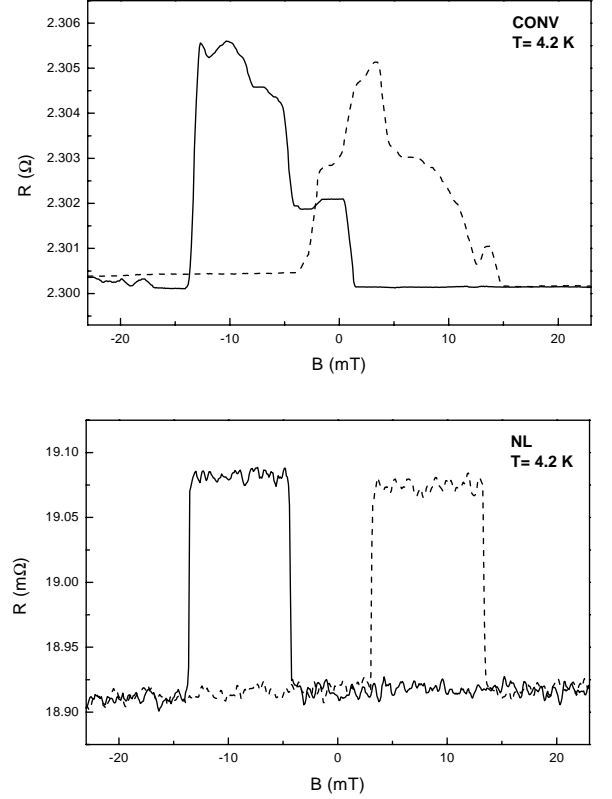 2.306
2.305
2.304
2.303
2.302
2.301
2.300
R (Ω)
CONV
T= 4.2 K
-20
-10
0
10
20
B (mT)
19.10
19.05
19.00
18.95
18.90
R (mΩ)
NL
T= 4.2 K
-20
-10
0
10
20
B (mT)